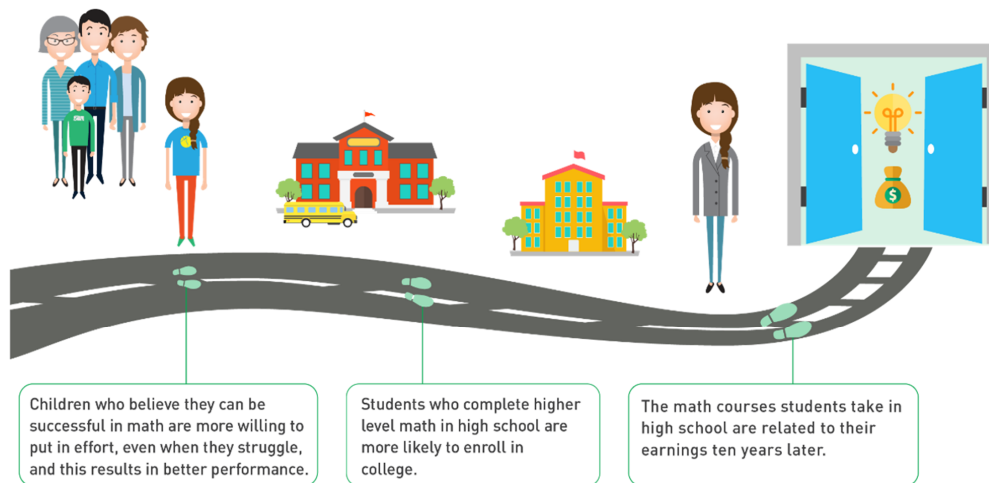 Children who believe they can be
successful in math are more willing to
put in effort, even when they struggle,
and this results in better performance.
Students who complete higher
level math in high school are
more likely to enroll in
college.
The math courses students take in
high school are related to their
earnings ten years later.
$